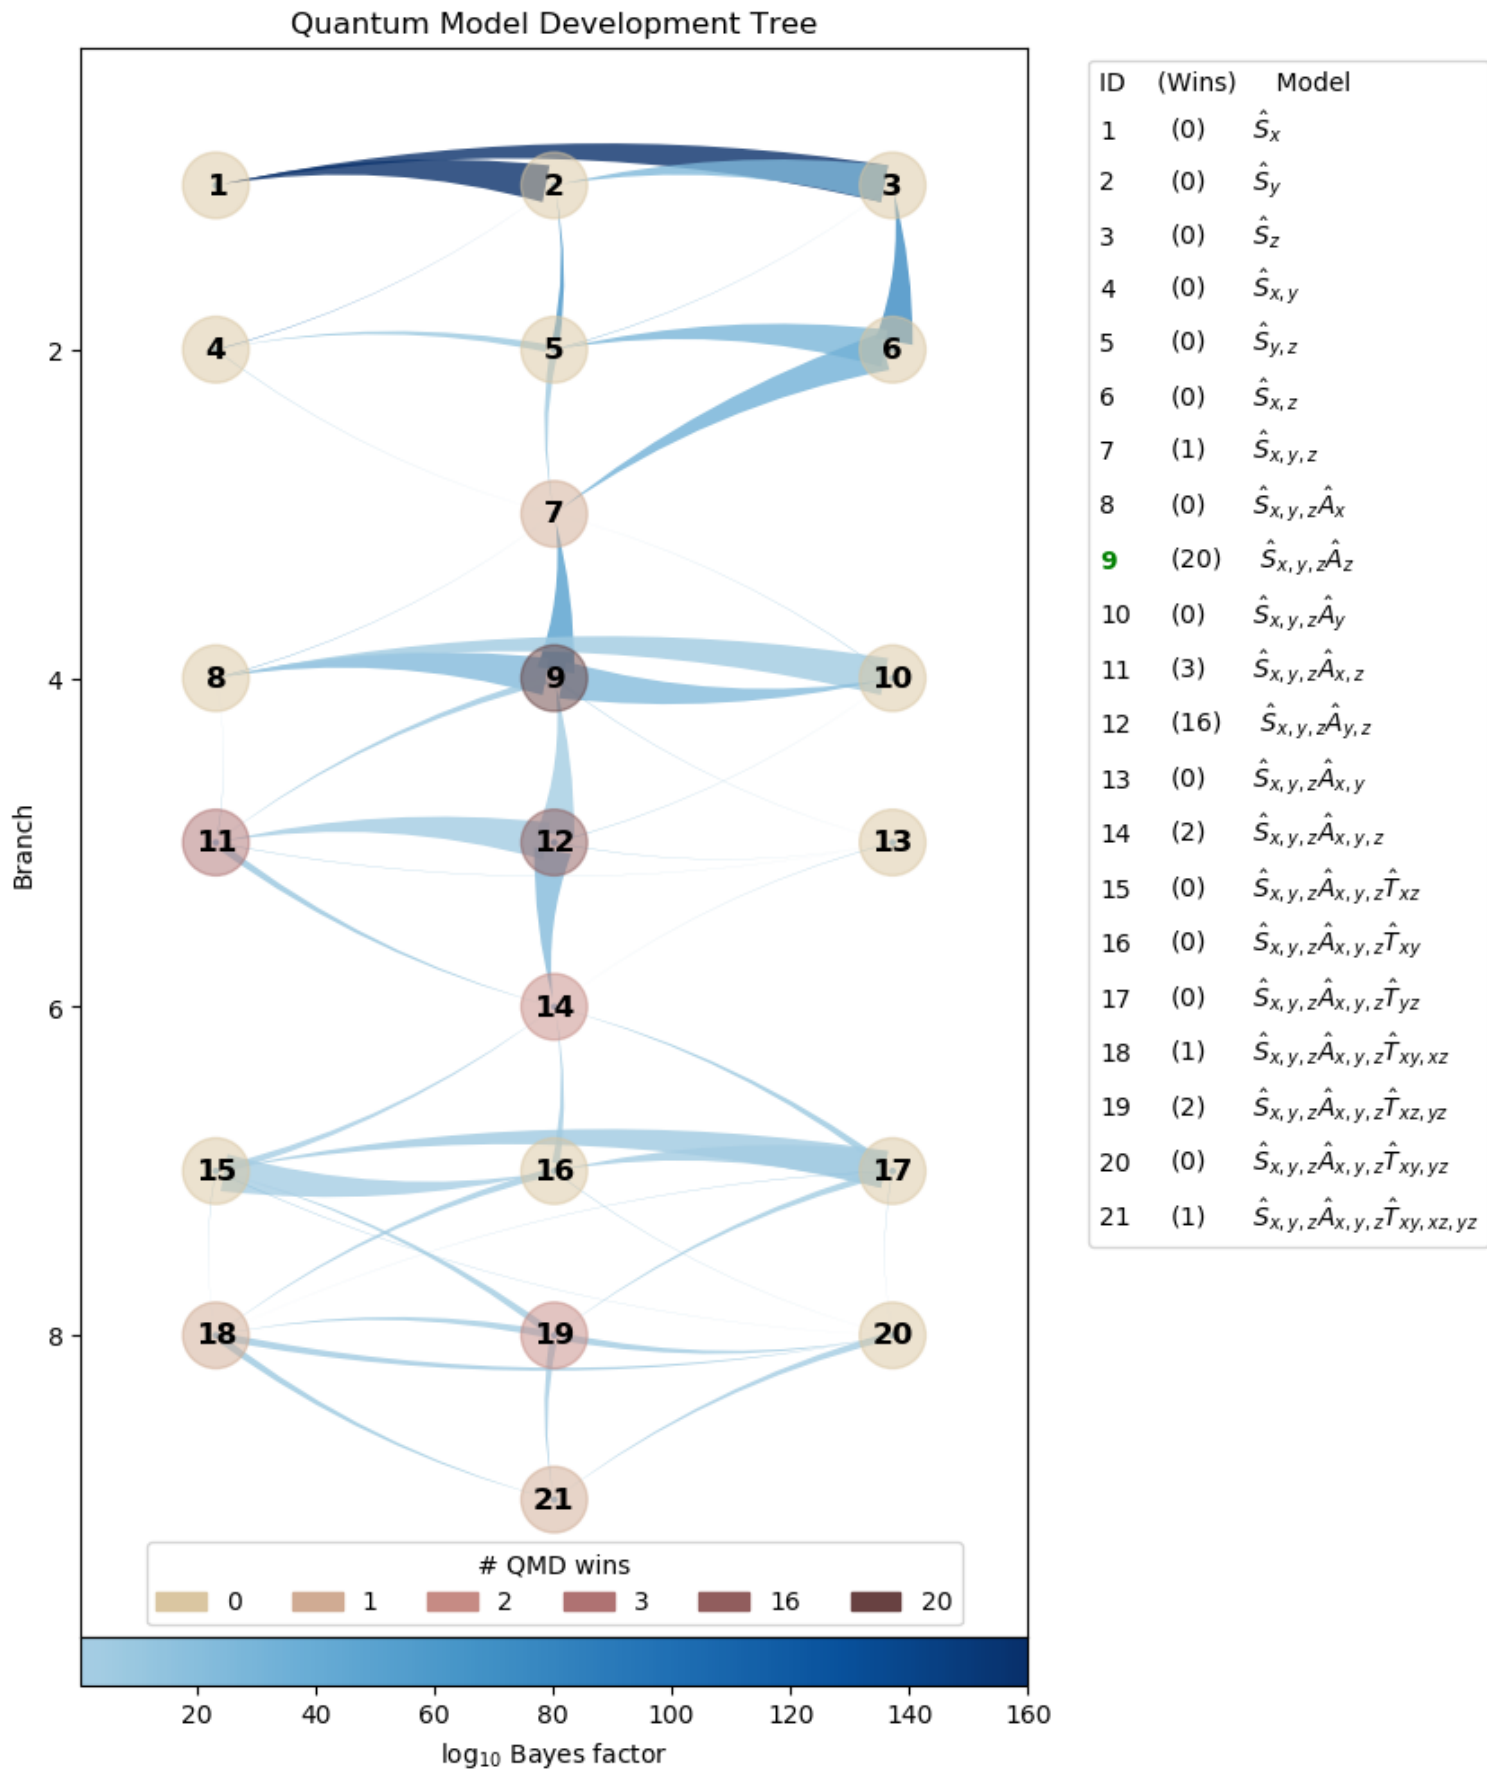 Quantum Model Development Tree
ID (Wins) Model
1 (0) Ŝx
2 (0) Ŝy
3 (0) Ŝz
4 (0) Ŝx, y
5 (0) Ŝy, z
6 (0) Ŝx, z
7 (1) Ŝx, y, z
8 (0) Ŝx, y, zÂx
9 (20) Ŝx, y, zÂz
10 (0) Ŝx, y, zÂy
11 (3) Ŝx, y, zÂx, z
12 (16) Ŝx, y, zÂy, z
13 (0) Ŝx, y, zÂx, y
14 (2) Ŝx, y, zÂx, y, z
15 (0) Ŝx, y, zÂx, y, zT̂xz
16 (0) Ŝx, y, zÂx, y, zT̂xy
17 (0) Ŝx, y, zÂx, y, zT̂yz
18 (1) Ŝx, y, zÂx, y, zT̂xy, xz
19 (2) Ŝx, y, zÂx, y, zT̂xz, yz
20 (0) Ŝx, y, zÂx, y, zT̂xy, yz
21 (1) Ŝx, y, zÂx, y, zT̂xy, xz, yz
Branch
2
4
6
8
1 2 3
4 5 6
7
8 9 10
11 12 13
14
15 16 17
18 19 20
21
# QMD wins
0 1 2 3 16 20
20 40 60 80 100 120 140 160
log10 Bayes factor